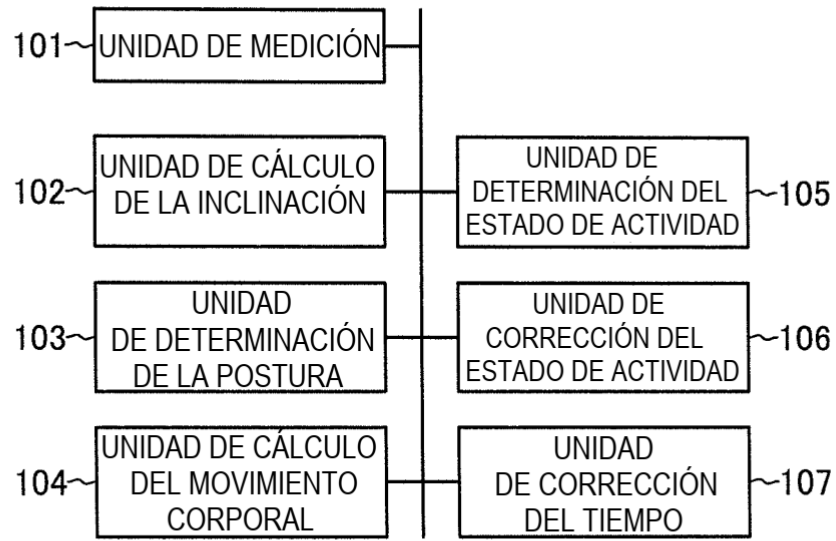 101 UNIDAD DE MEDICIÓN
102 UNIDAD DE CÁLCULO
DE LA INCLINACIÓN
UNIDAD DE
DETERMINACIÓN DEL
ESTADO DE ACTIVIDAD
105
103
UNIDAD
DE DETERMINACIÓN
DE LA POSTURA
UNIDAD DE
CORRECCIÓN DEL
ESTADO DE ACTIVIDAD
106
104
UNIDAD DE CÁLCULO
DEL MOVIMIENTO
CORPORAL
UNIDAD
DE CORRECCIÓN
DEL TIEMPO
107